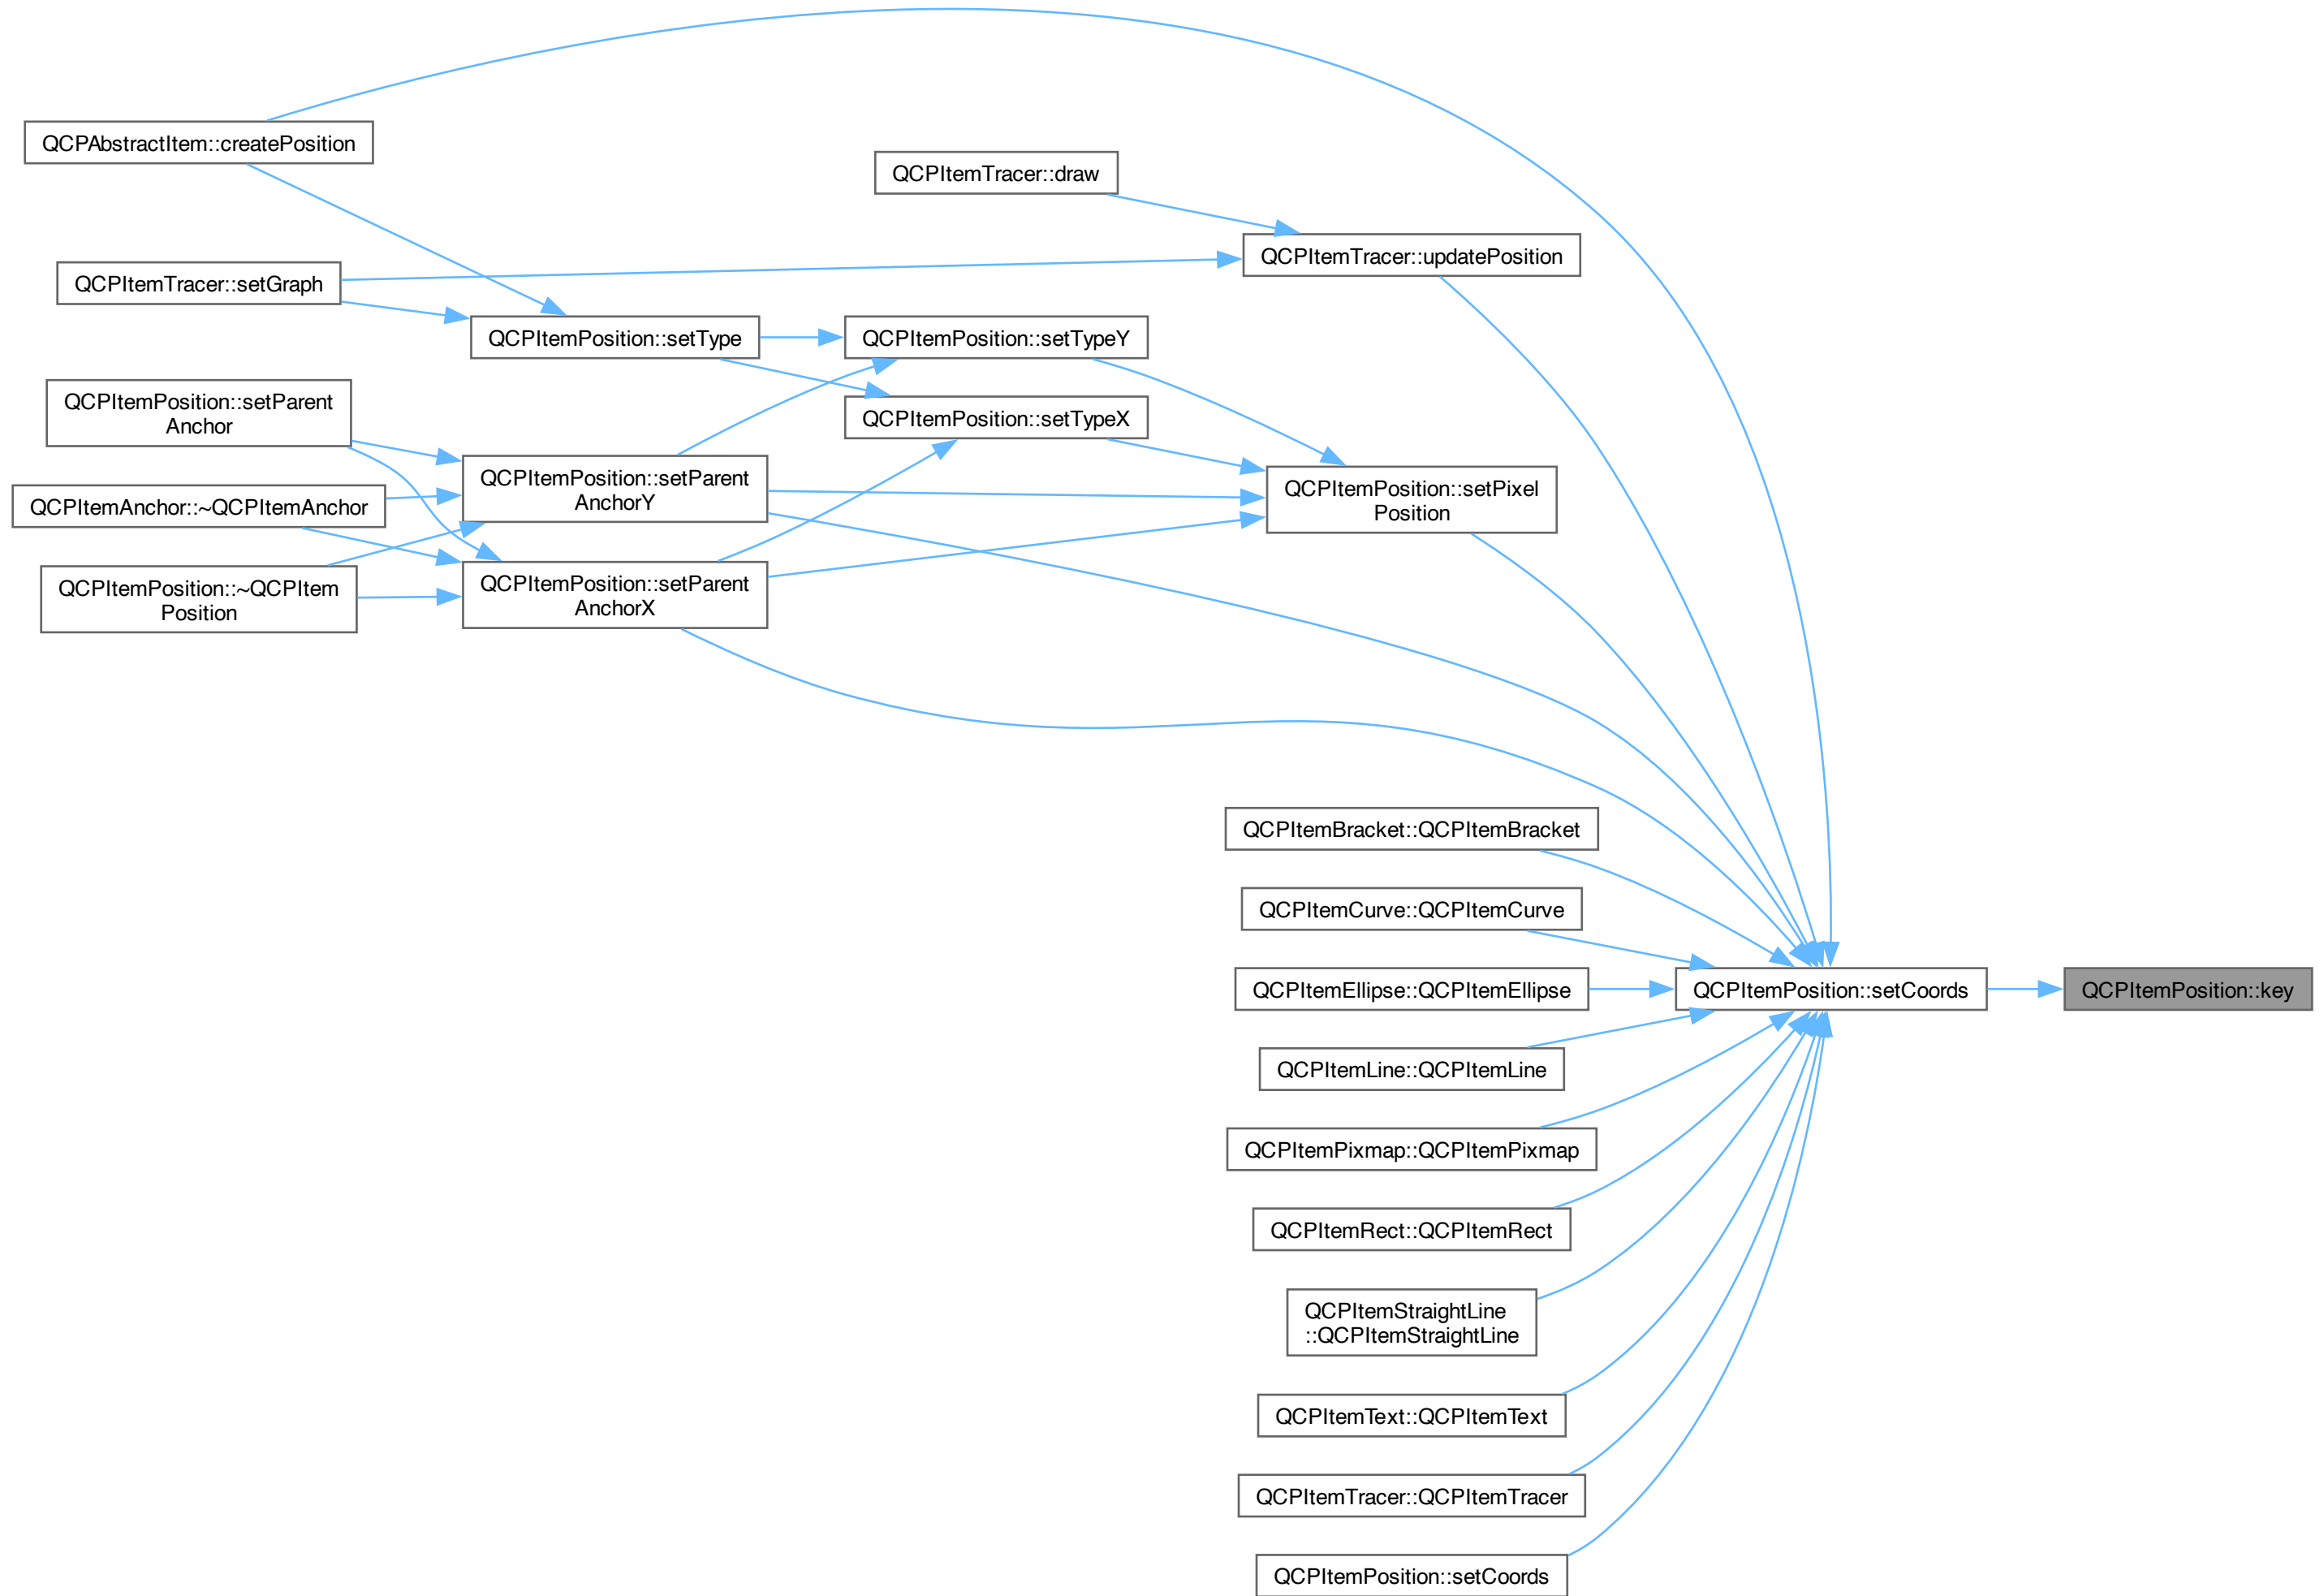 QCPAbstractItem::createPosition
QCPItemTracer::draw
QCPItemTracer::updatePosition
QCPItemTracer::setGraph
QCPItemPosition::setType
QCPItemPosition::setTypeY
QCPItemPosition::setParent
Anchor
QCPItemPosition::setTypeX
QCPItemPosition::setParent
AnchorY
QCPItemPosition::setPixel
Position
QCPItemAnchor::~QCPItemAnchor
QCPItemPosition::~QCPItem
Position
QCPItemPosition::setParent
AnchorX
QCPItemBracket::QCPItemBracket
QCPItemCurve::QCPItemCurve
QCPItemEllipse::QCPItemEllipse
QCPItemPosition::setCoords
QCPItemPosition::key
QCPItemLine::QCPItemLine
QCPItemPixmap::QCPItemPixmap
QCPItemRect::QCPItemRect
QCPItemStraightLine
::QCPItemStraightLine
QCPItemText::QCPItemText
QCPItemTracer::QCPItemTracer
QCPItemPosition::setCoords